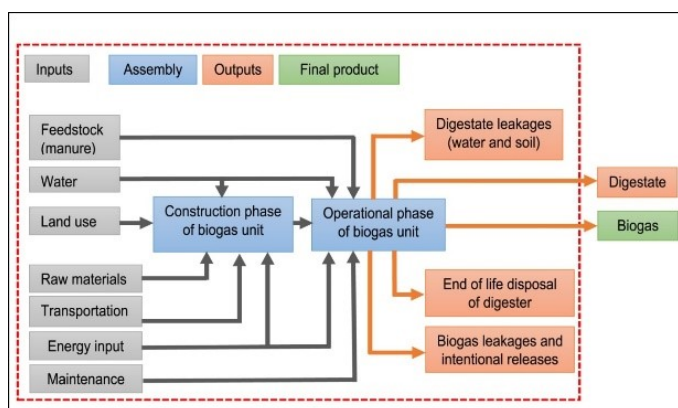 Inputs
Assembly
Outputs
Final product
Feedstock
(manure)
Water
Land use
Raw materials
Transportation
Energy input
Maintenance
Construction phase
of biogas unit
Operational phase
of biogas unit
Digestate leakages
(water and soil)
Digestate
Biogas
End of life disposal
of digester
Biogas leakages and
intentional releases